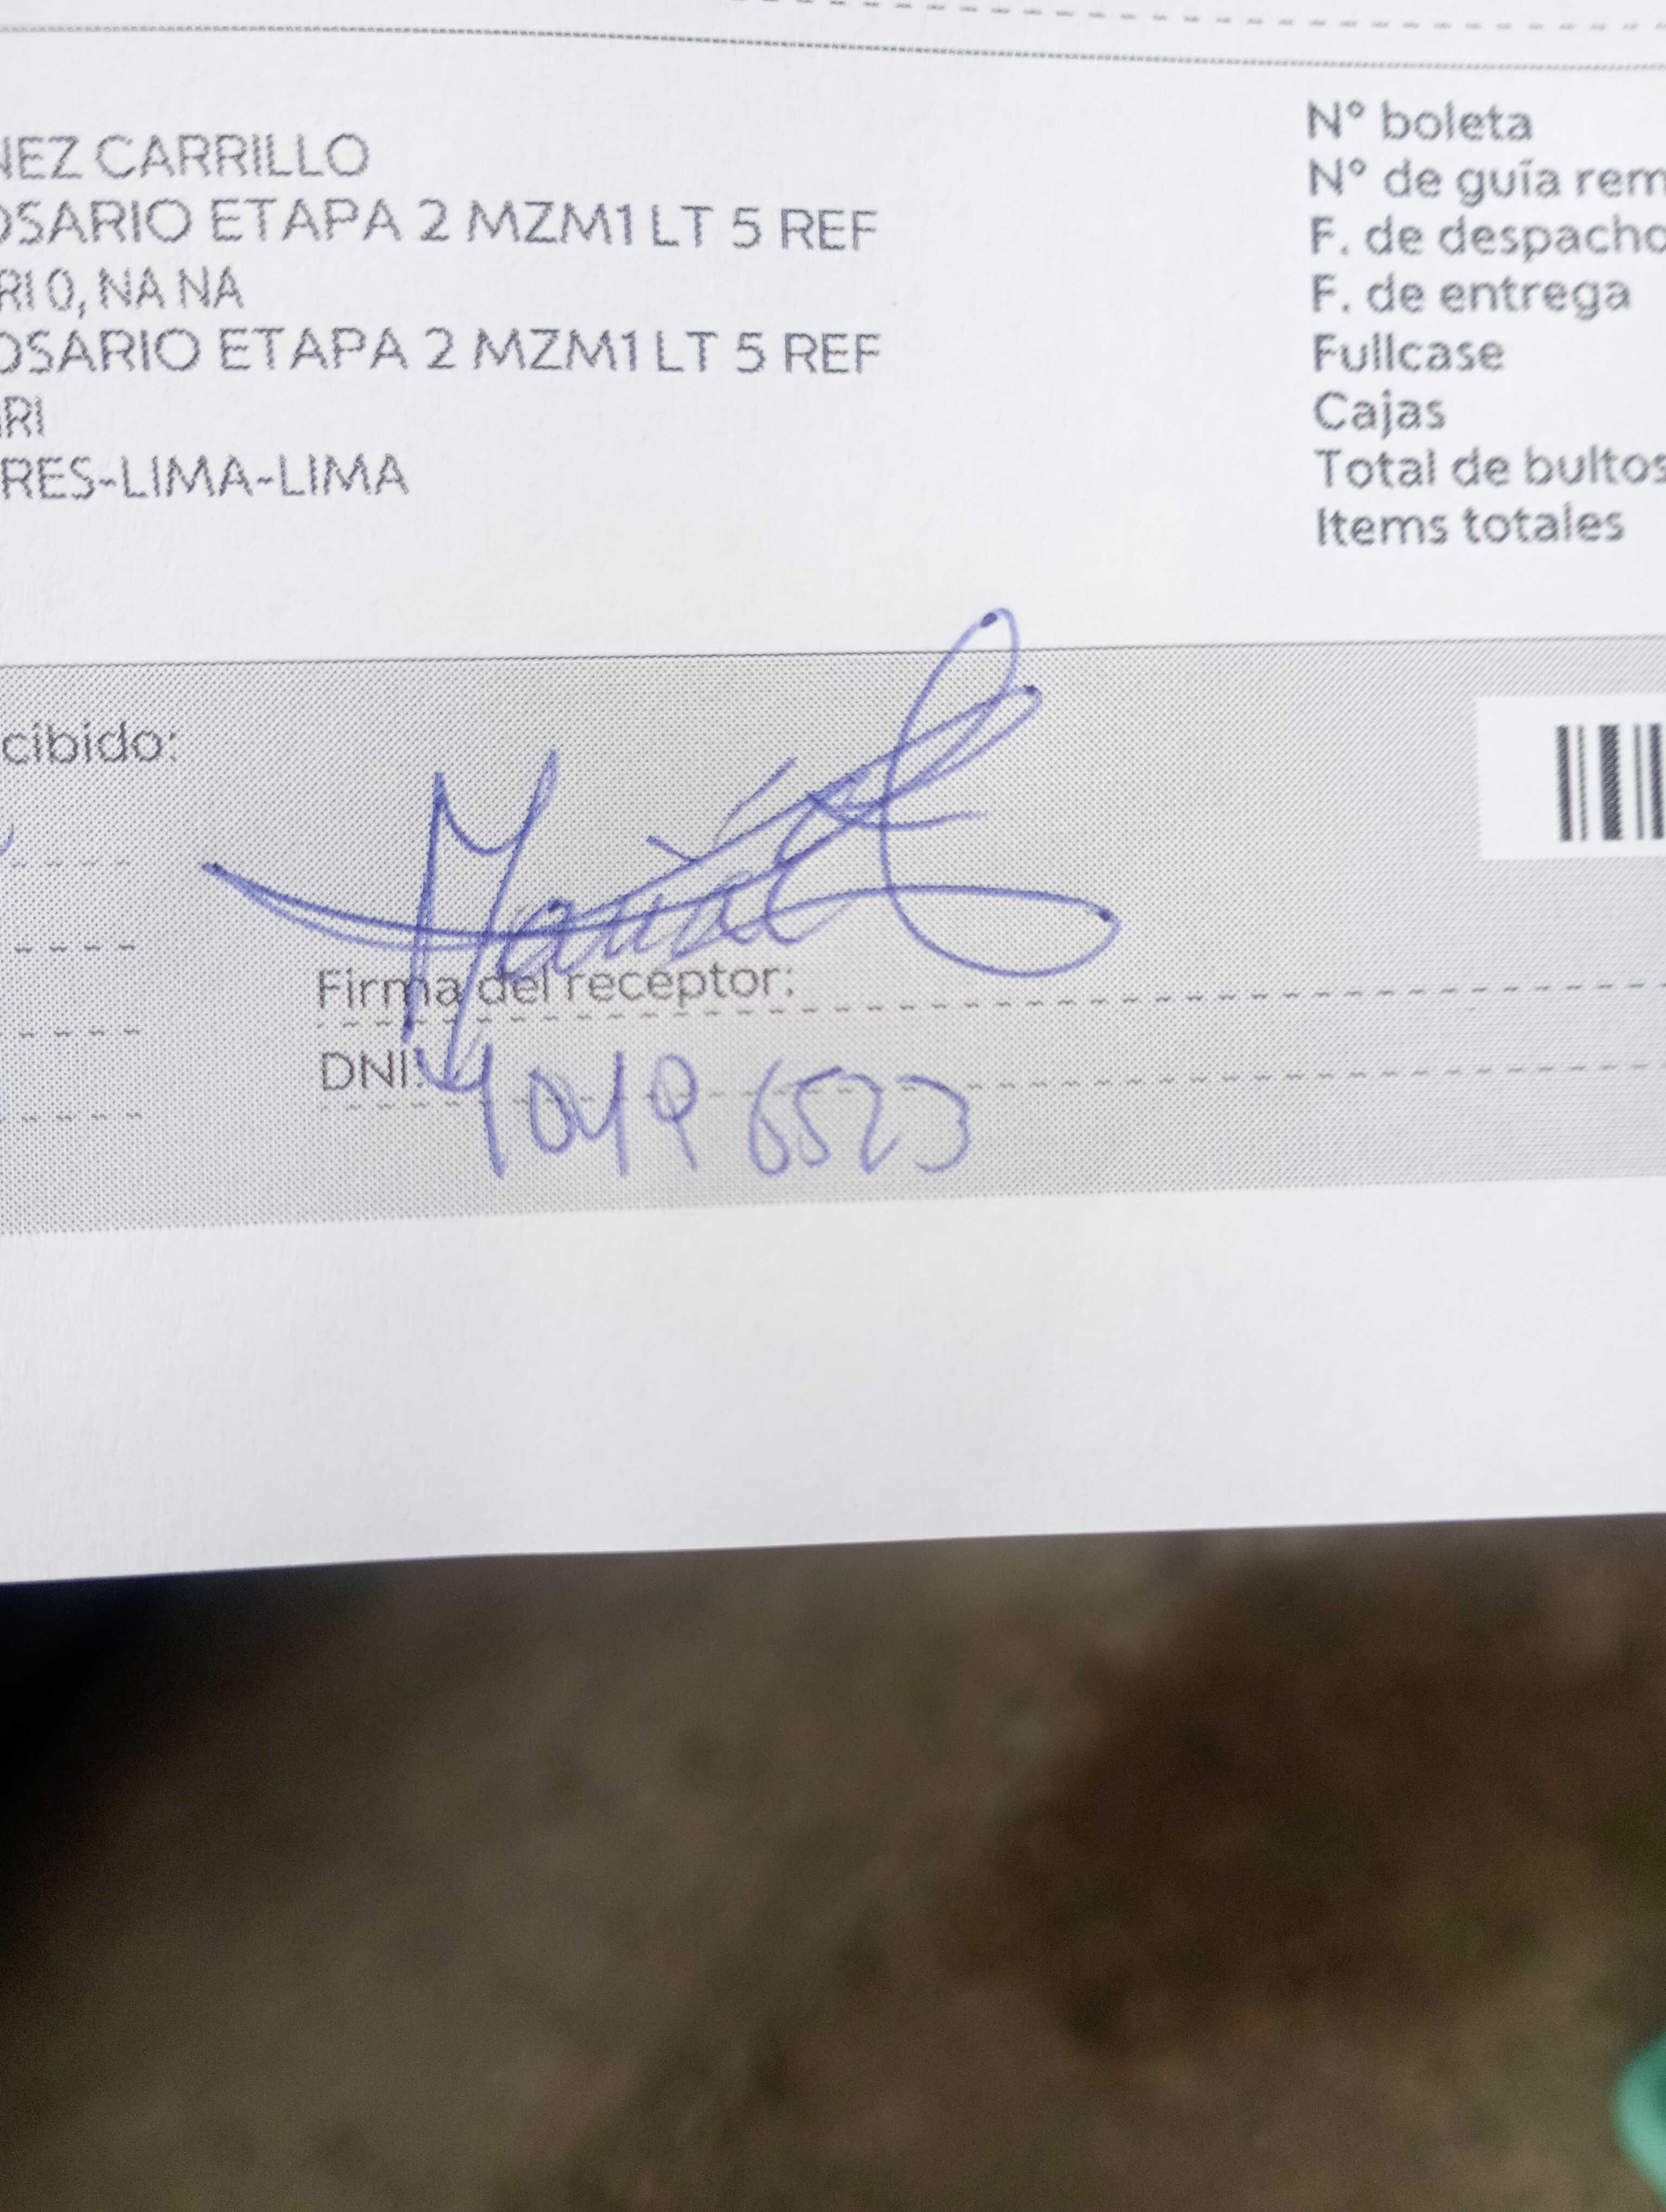 NEZ CARRILLO
OSARIO ETAPA 2 MZM1 LT 5 REF
RI 0, NA NA
OSARIO ETAPA 2 MZM1 LT 5 REF
RI
RES-LIMA-LIMA
N° boleta
N° de guía rem
F. de despacho
F. de entrega
Fullcase
Cajas
Total de bultos
Items totales
cibido:
Firma del receptor:
DNI: 40496523